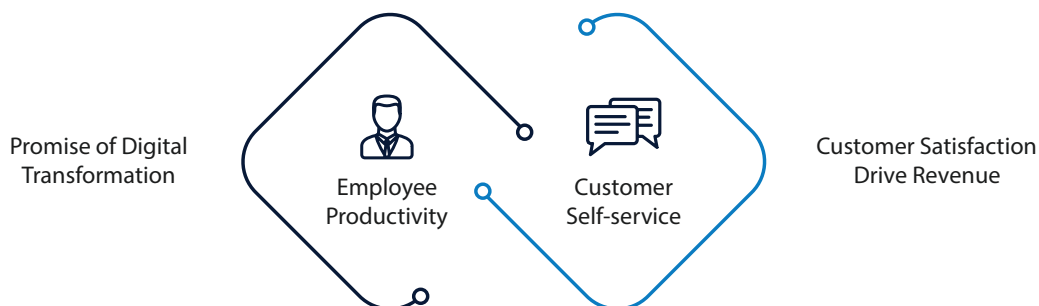 Promise of Digital
Transformation
Employee
Productivity
Customer
Self-service
Customer Satisfaction
Drive Revenue